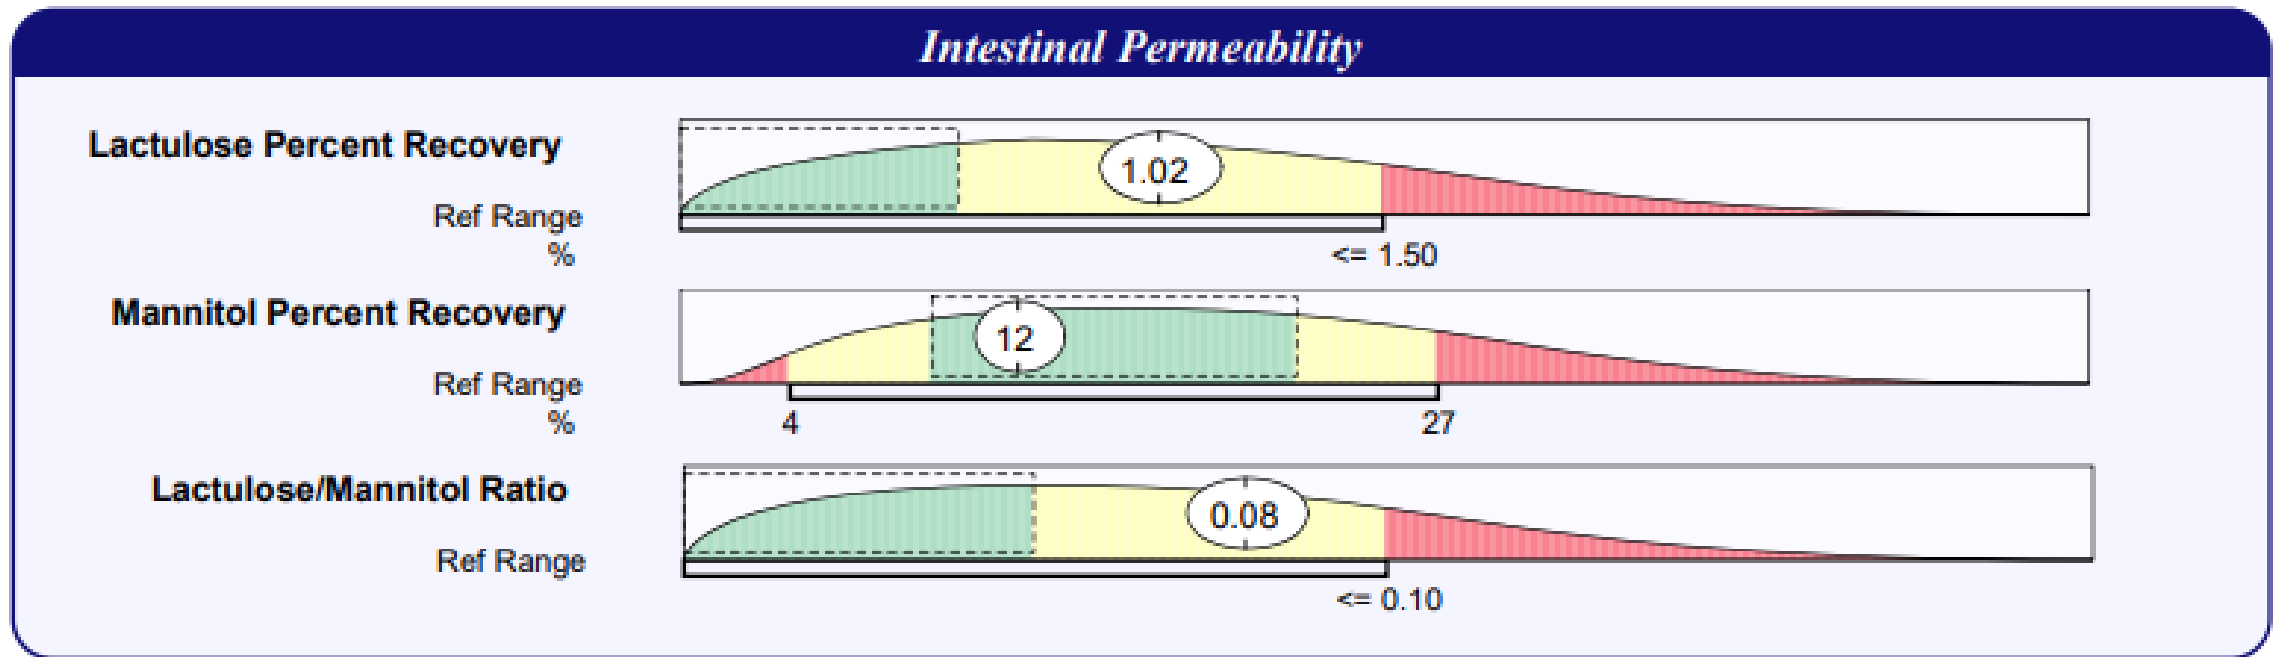 Intestinal Permeability
Lactulose Percent Recovery
1.02
Ref Range
%
<= 1.50
Mannitol Percent Recovery
12
Ref Range
%
4 27
Lactulose/Mannitol Ratio
0.08
Ref Range
<= 0.10